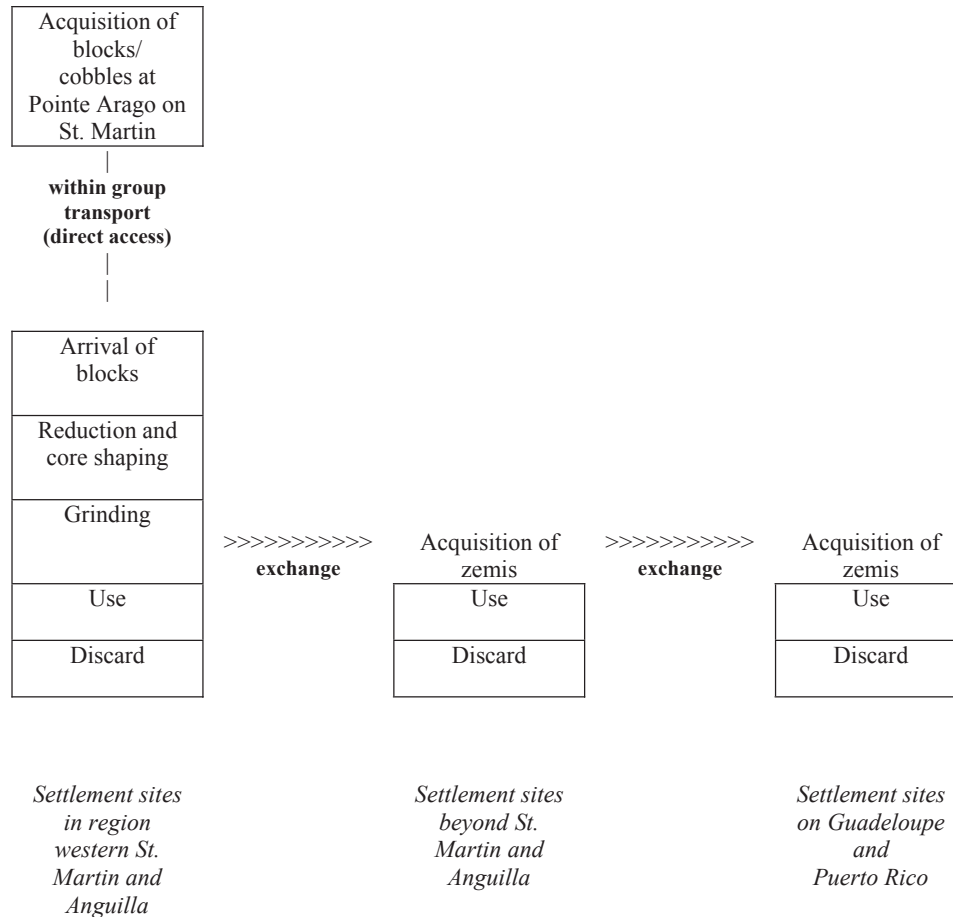 Acquisition of
blocks/
cobbles at
Pointe Arago on
St. Martin
|
within group
transport
(direct access)
|
|
Arrival of
blocks
Reduction and
core shaping
Grinding
>>>>>>>>>>>
exchange
Acquisition of
zemis
>>>>>>>>>>>
exchange
Acquisition of
zemis
Use
Use
Use
Discard
Discard
Discard
Settlement sites
in region
western St.
Martin and
Anguilla
Settlement sites
beyond St.
Martin and
Anguilla
Settlement sites
on Guadeloupe
and
Puerto Rico